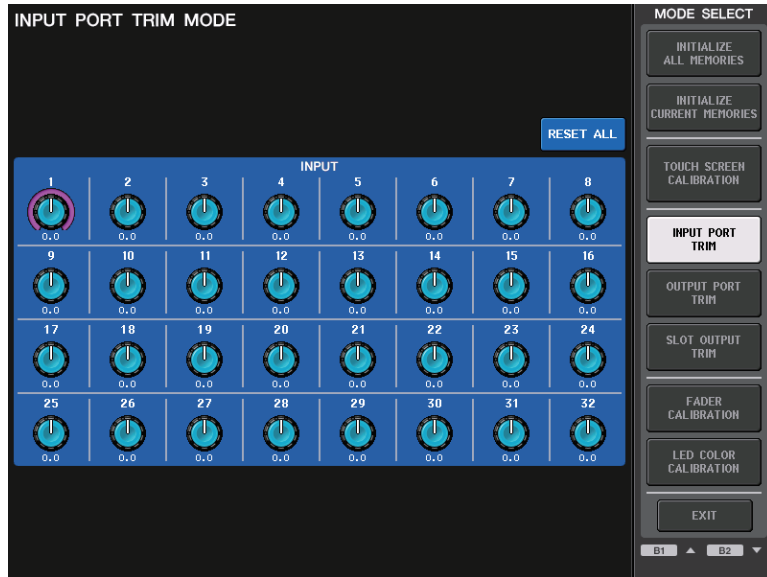 INPUT PORT TRIM MODE
RESET ALL
INPUT
1 2 3 4 5 6 7 8
0.0 0.0 0.0 0.0 0.0 0.0 0.0 0.0
9 10 11 12 13 14 15 16
0.0 0.0 0.0 0.0 0.0 0.0 0.0 0.0
17 18 19 20 21 22 23 24
0.0 0.0 0.0 0.0 0.0 0.0 0.0 0.0
25 26 27 28 29 30 31 32
0.0 0.0 0.0 0.0 0.0 0.0 0.0 0.0
MODE SELECT
INITIALIZE
ALL MEMORIES
INITIALIZE
CURRENT MEMORIES
TOUCH SCREEN
CALIBRATION
INPUT PORT
TRIM
OUTPUT PORT
TRIM
SLOT OUTPUT
TRIM
FADER
CALIBRATION
LED COLOR
CALIBRATION
EXIT
B1 ▲ B2 ▼